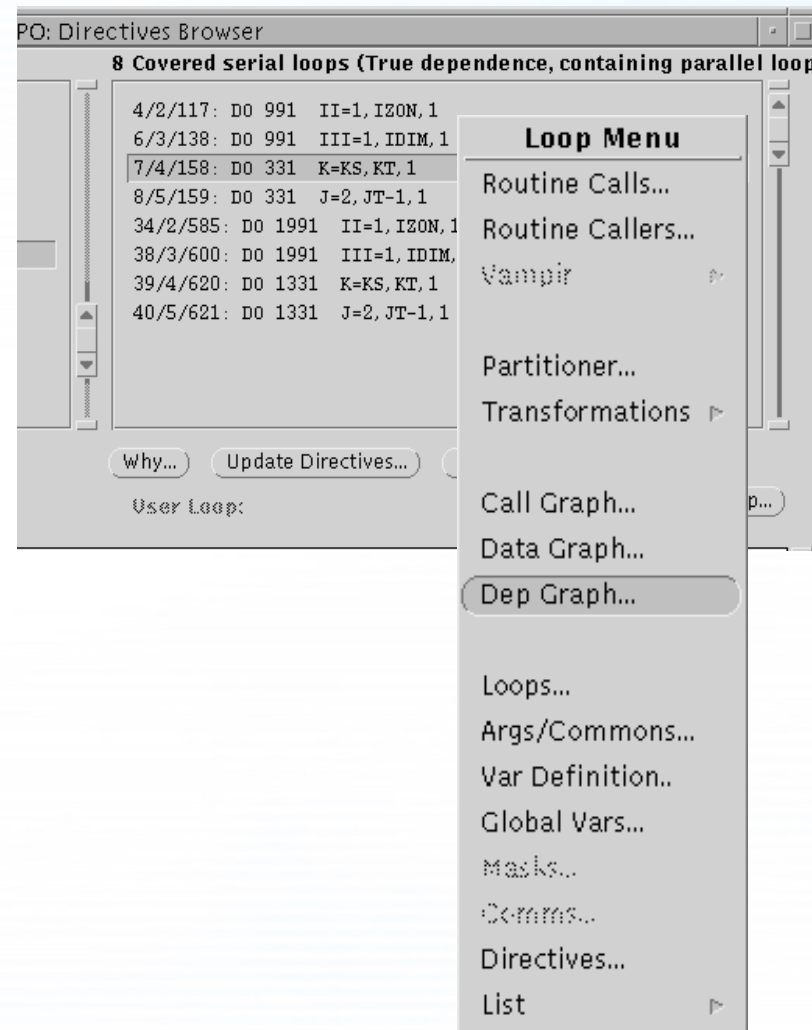 PO: Directives Browser
8 Covered serial loops (True dependence, containing parallel loop
4/2/117: DO 991 II=1,IZON,1
6/3/138: DO 991 III=1,IDIM,1
7/4/158: DO 331 K=KS,KT,1
8/5/159: DO 331 J=2,JT-1,1
34/2/585: DO 1991 II=1,IZON,1
38/3/600: DO 1991 III=1,IDIM,
39/4/620: DO 1331 K=KS,KT,1
40/5/621: DO 1331 J=2,JT-1,1
Why...
Update Directives...
p...
User Loop:
Loop Menu
Routine Calls...
Routine Callers...
Vampir
Partitioner...
Transformations
Call Graph...
Data Graph...
Dep Graph...
Loops...
Args/Commons...
Var Definition..
Global Vars...
Masks...
Comms...
Directives...
List